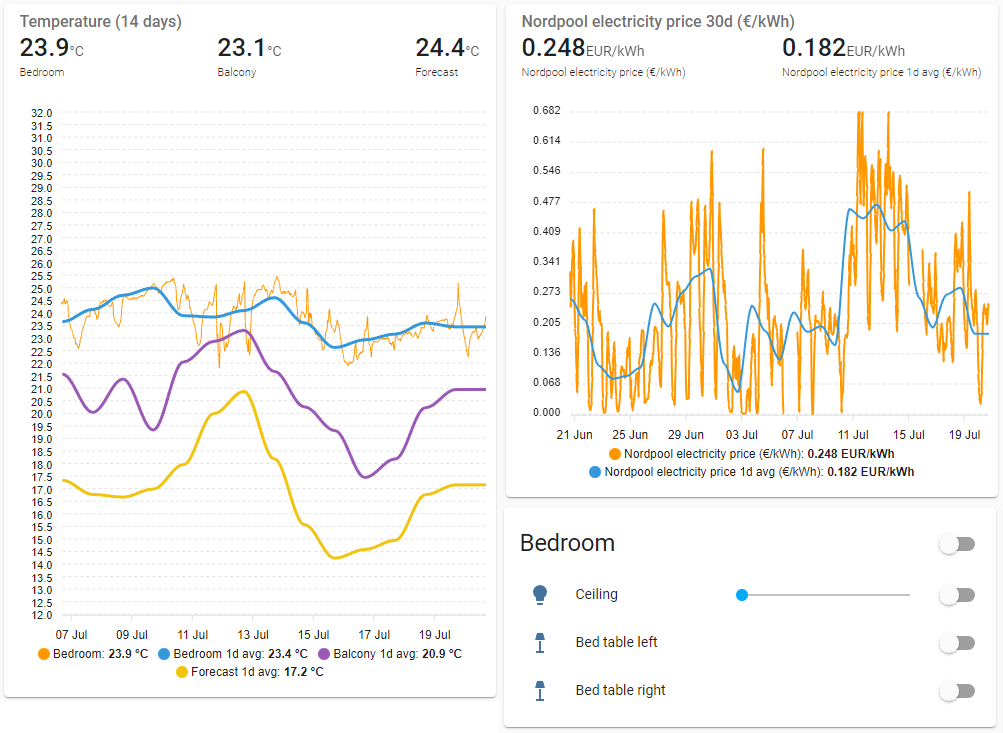 Temperature (14 days)
23.9°C
23.1°C
24.4°C
Bedroom
Balcony
Forecast
32.0
31.5
31.0
30.5
30.0
29.5
29.0
28.5
28.0
27.5
27.0
26.5
26.0
25.5
25.0
24.5
24.0
23.5
23.0
22.5
22.0
21.5
21.0
20.5
20.0
19.5
19.0
18.5
18.0
17.5
17.0
16.5
16.0
15.5
15.0
14.5
14.0
13.5
13.0
12.5
12.0
07 Jul
09 Jul
11 Jul
13 Jul
15 Jul
17 Jul
19 Jul
Bedroom: 23.9 °C
Bedroom 1d avg: 23.4 °C
Balcony 1d avg: 20.9 °C
Forecast 1d avg: 17.2 °C
Nordpool electricity price 30d (€/kWh)
0.248EUR/kWh
0.182EUR/kWh
Nordpool electricity price (€/kWh)
Nordpool electricity price 1d avg (€/kWh)
0.682
0.614
0.546
0.477
0.409
0.341
0.273
0.205
0.136
0.068
0.000
21 Jun
25 Jun
29 Jun
03 Jul
07 Jul
11 Jul
15 Jul
19 Jul
Nordpool electricity price (€/kWh): 0.248 EUR/kWh
Nordpool electricity price 1d avg (€/kWh): 0.182 EUR/kWh
Bedroom
Ceiling
Bed table left
Bed table right